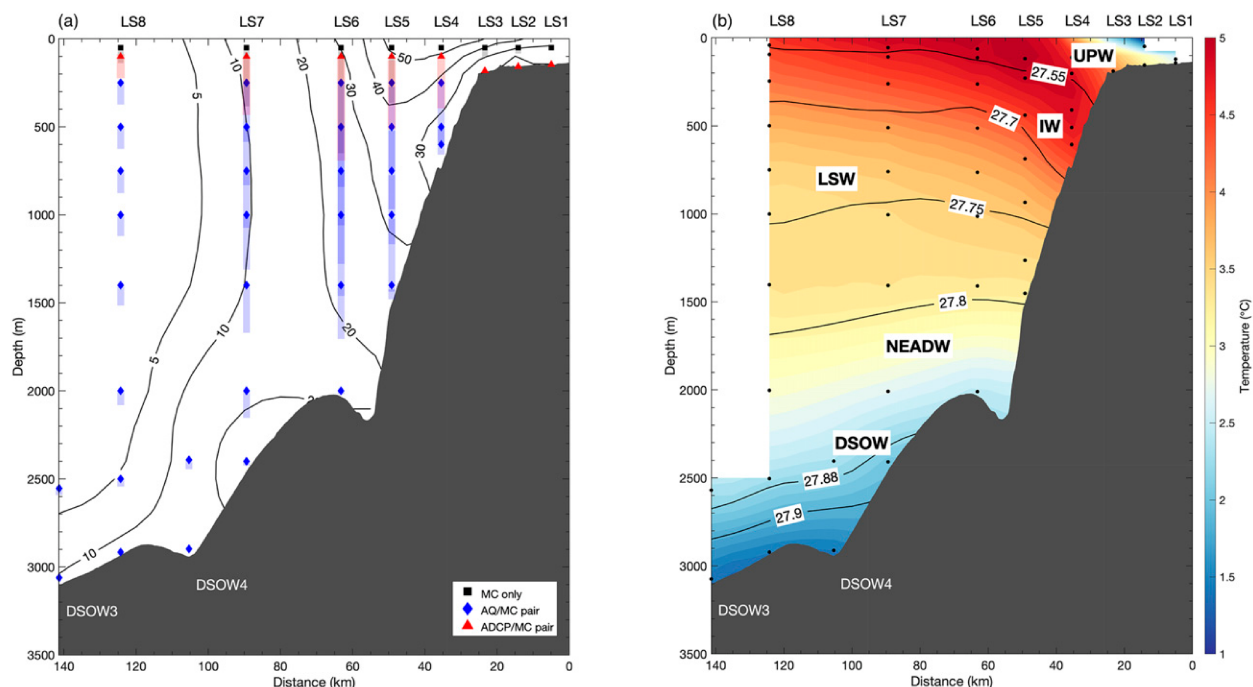 (a) LS8 LS7 LS6 LS5 LS4 LS3 LS2 LS1
0
500
1000
1500
2000
2500
3000
3500
Depth (m)
5
10
20
30
40
50
30
5
10
20
10
DSOW3
DSOW4
MC only
AQ/MC pair
ADCP/MC pair
140 120 100 80 60 40 20 0
Distance (km)
(b) LS8 LS7 LS6 LS5 LS4 LS3 LS2 LS1
0
500
1000
1500
2000
2500
3000
3500
Depth (m)
UPW
27.55
27.7
IW
LSW
27.75
27.8
NEADW
DSOW
27.88
27.9
DSOW4
DSOW3
140 120 100 80 60 40 20 0
Distance (km)
5
4.5
4
3.5
3
2.5
2
1.5
1
Temperature (°C)